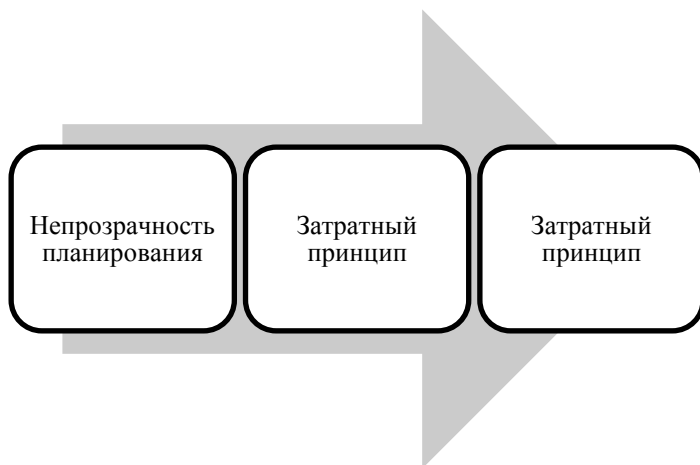 Непрозрачность
планирования
Затратный
принцип
Затратный
принцип